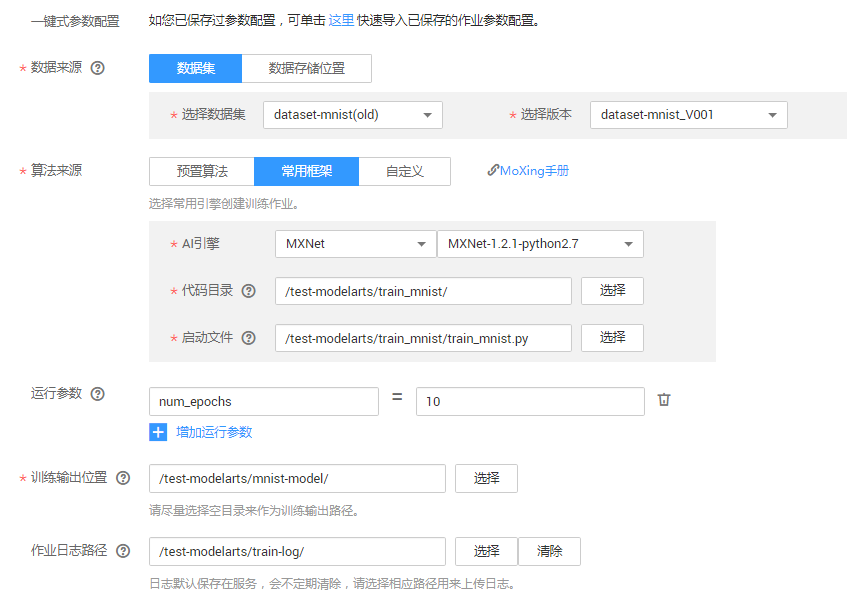 一键式参数配置 如您已保存过参数配置，可单击 这里 快速导入已保存的作业参数配置。
* 数据来源 ? 数据集 数据存储位置
* 选择数据集 dataset-mnist(old) * 选择版本 dataset-mnist_V001
* 算法来源 预置算法 常用框架 自定义 MoXing手册
选择常用引擎创建训练作业。
* AI引擎 MXNet MXNet-1.2.1-python2.7
* 代码目录 ? /test-modelarts/train_mnist/ 选择
* 启动文件 ? /test-modelarts/train_mnist/train_mnist.py 选择
运行参数 ? num_epochs = 10
+ 增加运行参数
* 训练输出位置 ? /test-modelarts/mnist-model/ 选择
请尽量选择空目录来作为训练输出路径。
作业日志路径 ? /test-modelarts/train-log/ 选择 清除
日志默认保存在服务，会不定期清除，请选择相应路径用来上传日志。